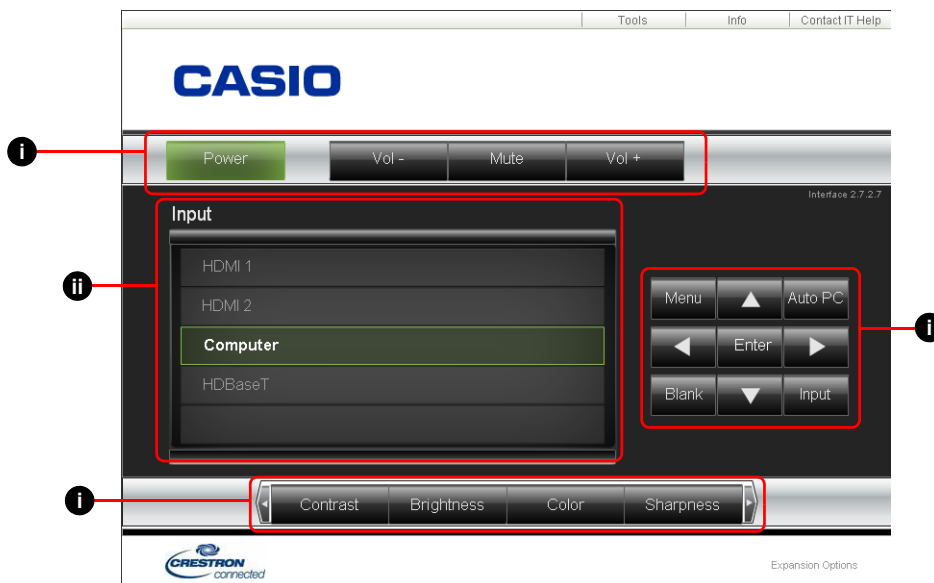 Tools Info Contact IT Help
CASIO
i
Power Vol - Mute Vol +
Interface 2.7.2.7
Input
HDMI 1
ii
HDMI 2
Menu Auto PC
Computer
Enter
i
HDBaseT
Blank Input
i
Contrast Brightness Color Sharpness
CRESTRON
connected
Expansion Options